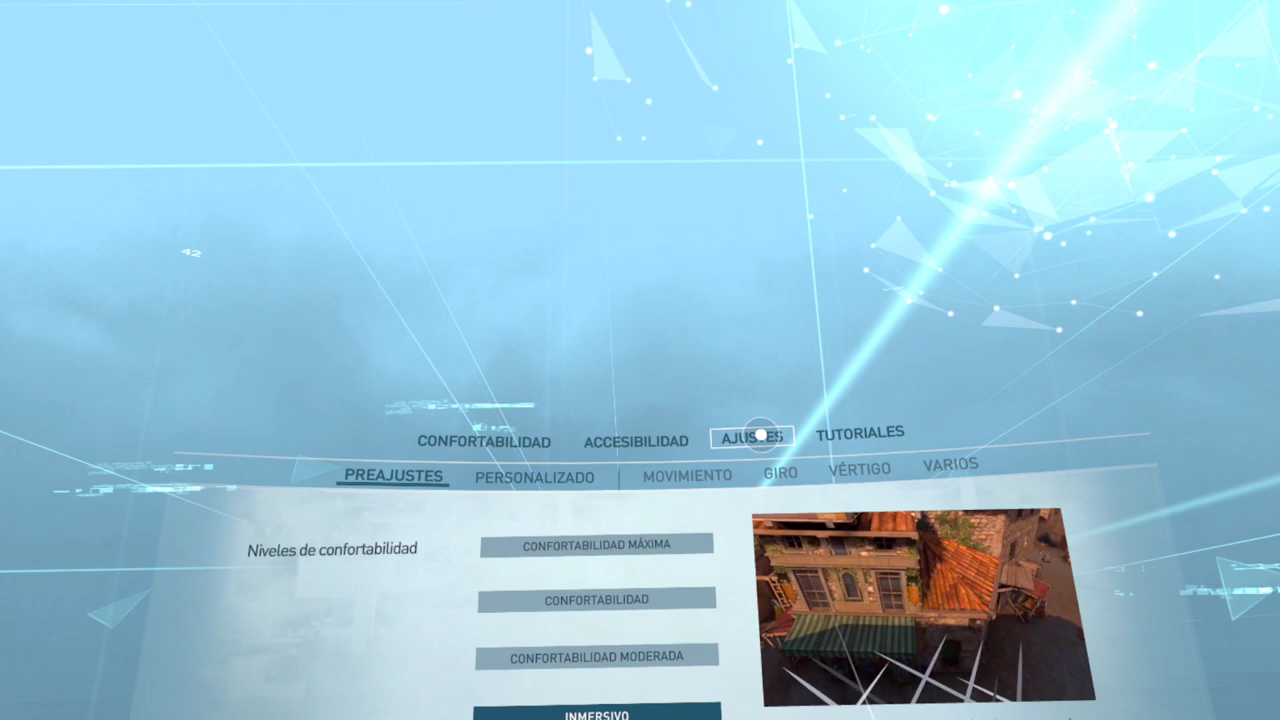 42
CONFORTABILIDAD ACCESIBILIDAD AJUSTES TUTORIALES
PREAJUSTES PERSONALIZADO MOVIMIENTO GIRO VÉRTIGO VARIOS
Niveles de confortabilidad
CONFORTABILIDAD MÁXIMA
CONFORTABILIDAD
CONFORTABILIDAD MODERADA
INMERSIVO